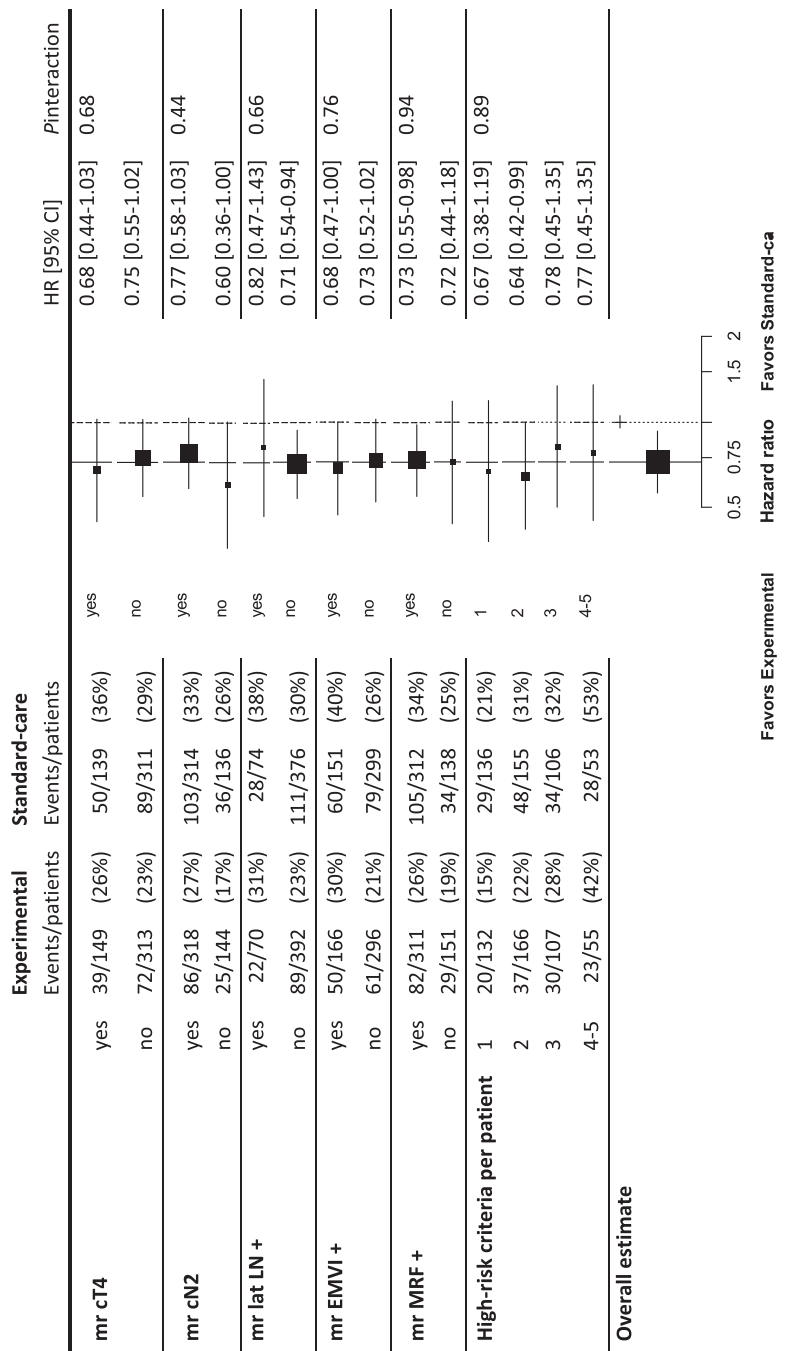 Experimental Standard-care
Events/patients Events/patients HR [95% CI] Pinteraction
mr cT4 yes 39/149 (26%) 50/139 (36%) yes 0.68 [0.44-1.03] 0.68
no 72/313 (23%) 89/311 (29%) no 0.75 [0.55-1.02]
mr cN2 yes 86/318 (27%) 103/314 (33%) yes 0.77 [0.58-1.03] 0.44
no 25/144 (17%) 36/136 (26%) no 0.60 [0.36-1.00]
mr lat LN + yes 22/70 (31%) 28/74 (38%) yes 0.82 [0.47-1.43] 0.66
no 89/392 (23%) 111/376 (30%) no 0.71 [0.54-0.94]
mr EMVI + yes 50/166 (30%) 60/151 (40%) yes 0.68 [0.47-1.00] 0.76
no 61/296 (21%) 79/299 (26%) no 0.73 [0.52-1.02]
mr MRF + yes 82/311 (26%) 105/312 (34%) yes 0.73 [0.55-0.98] 0.94
no 29/151 (19%) 34/138 (25%) no 0.72 [0.44-1.18]
High-risk criteria per patient 1 20/132 (15%) 29/136 (21%) 1 0.67 [0.38-1.19] 0.89
2 37/166 (22%) 48/155 (31%) 2 0.64 [0.42-0.99]
3 30/107 (28%) 34/106 (32%) 3 0.78 [0.45-1.35]
4-5 23/55 (42%) 28/53 (53%) 4-5 0.77 [0.45-1.35]
Overall estimate
0.5 0.75 1.5 2
Favors Experimental Hazard ratio Favors Standard-ca